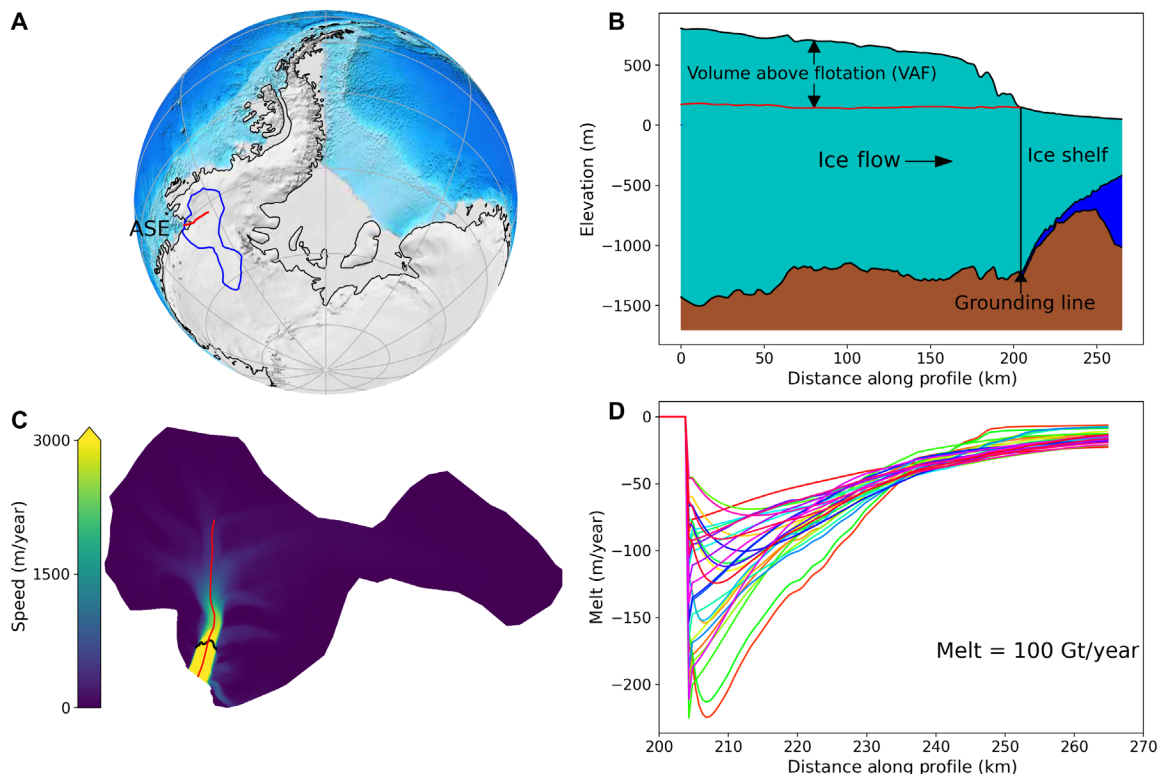 A
ASE
B
Elevation (m)
500
0
−500
−1000
−1500
Volume above flotation (VAF)
Ice flow
Ice shelf
Grounding line
0
50
100
150
200
250
Distance along profile (km)
C
Speed (m/year)
3000
1500
0
D
Melt (m/year)
0
−50
−100
−150
−200
Melt = 100 Gt/year
200
210
220
230
240
250
260
270
Distance along profile (km)